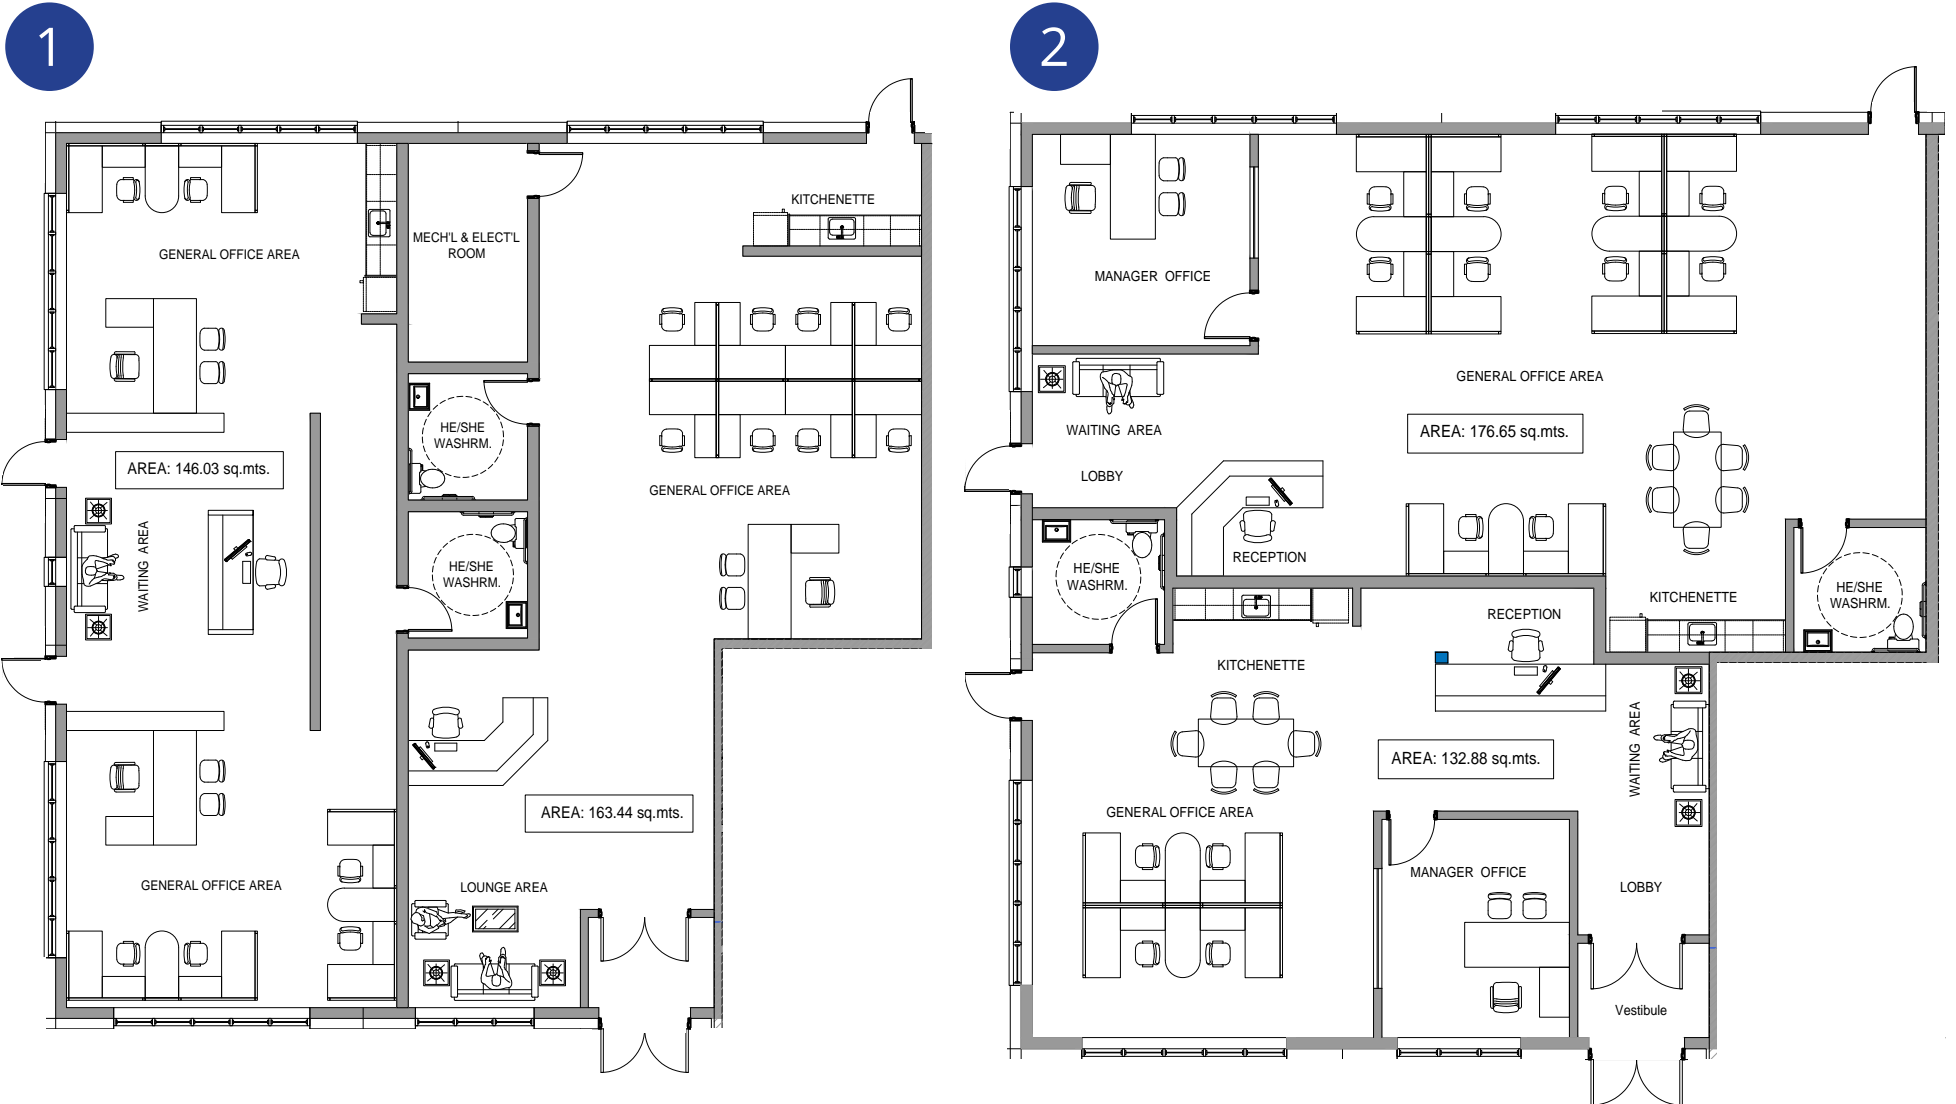 1
KITCHENETTE
MECH'L & ELECT'L
ROOM
GENERAL OFFICE AREA
HE/SHE
WASHRM.
AREA: 146.03 sq.mts.
GENERAL OFFICE AREA
WAITING AREA
HE/SHE
WASHRM.
AREA: 163.44 sq.mts.
GENERAL OFFICE AREA
LOUNGE AREA
2
MANAGER OFFICE
GENERAL OFFICE AREA
WAITING AREA
AREA: 176.65 sq.mts.
LOBBY
RECEPTION
HE/SHE
WASHRM.
KITCHENETTE
HE/SHE
WASHRM.
RECEPTION
KITCHENETTE
WAITING AREA
AREA: 132.88 sq.mts.
GENERAL OFFICE AREA
MANAGER OFFICE
LOBBY
Vestibule